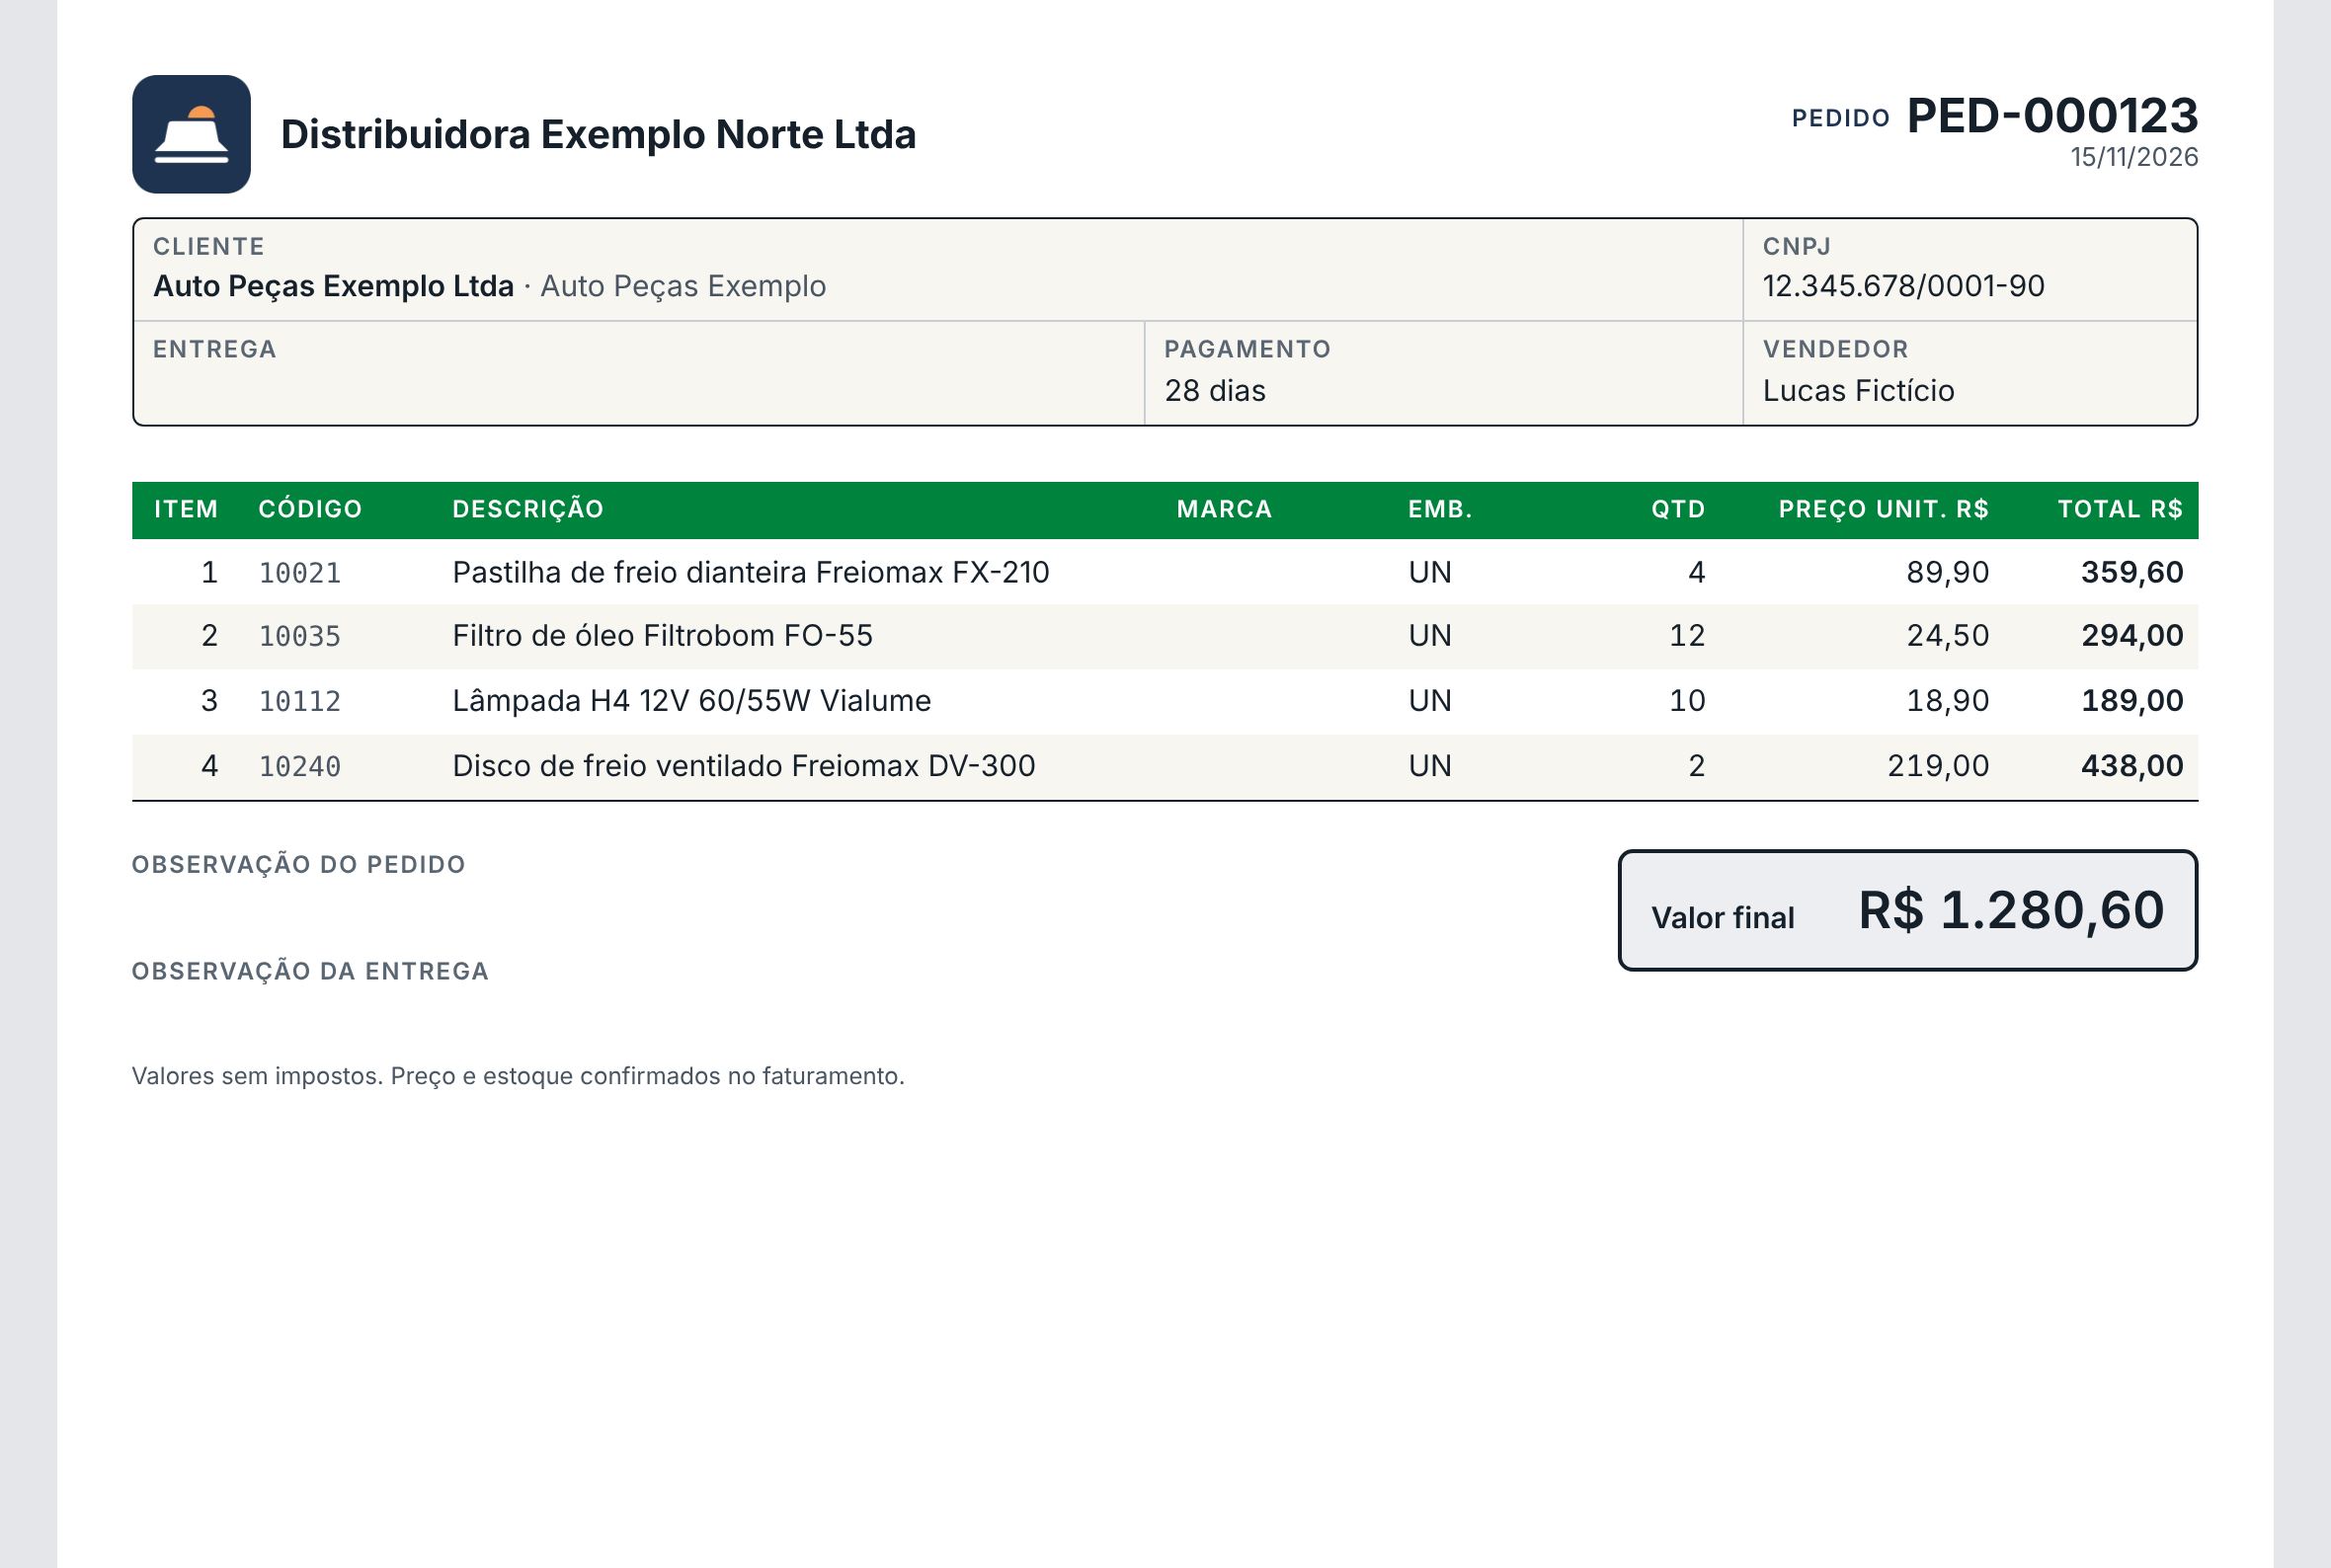 Distribuidora Exemplo Norte Ltda
PEDIDO PED-000123
15/11/2026
CLIENTE
Auto Peças Exemplo Ltda · Auto Peças Exemplo
CNPJ
12.345.678/0001-90
ENTREGA
PAGAMENTO
28 dias
VENDEDOR
Lucas Fictício
ITEM CÓDIGO DESCRIÇÃO MARCA EMB. QTD PREÇO UNIT. R$ TOTAL R$
1 10021 Pastilha de freio dianteira Freiomax FX-210 UN 4 89,90 359,60
2 10035 Filtro de óleo Filtrobom FO-55 UN 12 24,50 294,00
3 10112 Lâmpada H4 12V 60/55W Vialume UN 10 18,90 189,00
4 10240 Disco de freio ventilado Freiomax DV-300 UN 2 219,00 438,00
OBSERVAÇÃO DO PEDIDO
Valor final R$ 1.280,60
OBSERVAÇÃO DA ENTREGA
Valores sem impostos. Preço e estoque confirmados no faturamento.